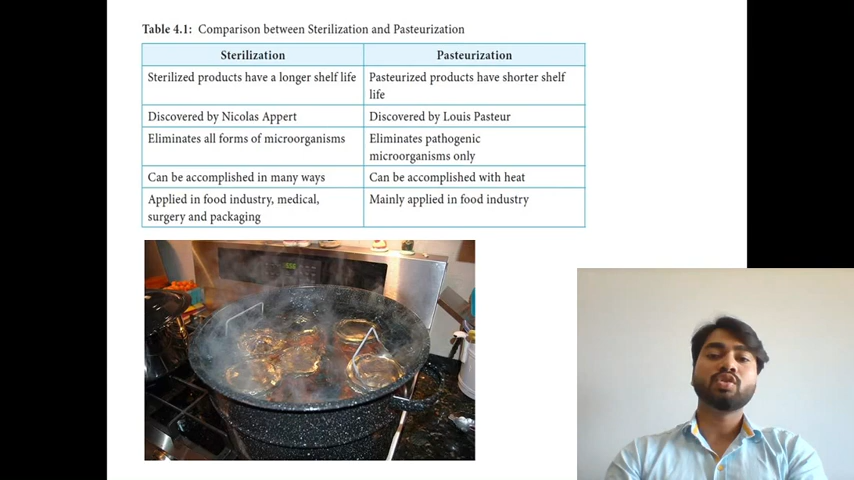 Table 4.1: Comparison between Sterilization and Pasteurization
Sterilization
Pasteurization
Sterilized products have a longer shelf life
Pasteurized products have shorter shelf
life
Discovered by Nicolas Appert
Discovered by Louis Pasteur
Eliminates all forms of microorganisms
Eliminates pathogenic
microorganisms only
Can be accomplished in many ways
Can be accomplished with heat
Applied in food industry, medical,
surgery and packaging
Mainly applied in food industry